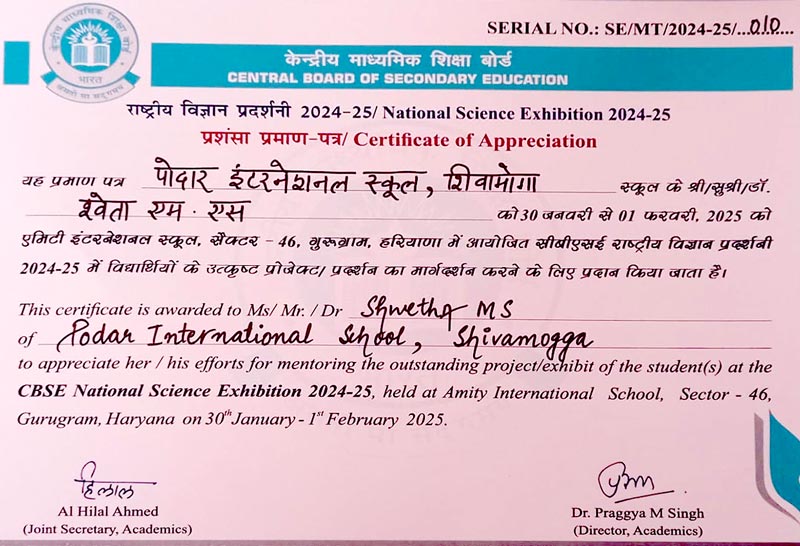 SERIAL NO.: SE/MT/2024-25/...010...
केन्द्रीय माध्यमिक शिक्षा बोर्ड
भारत
असतो मा सद्गमय
केन्द्रीय माध्यमिक शिक्षा बोर्ड
CENTRAL BOARD OF SECONDARY EDUCATION
राष्ट्रीय विज्ञान प्रदर्शनी 2024-25/ National Science Exhibition 2024-25
प्रशंसा प्रमाण-पत्र/ Certificate of Appreciation
यह प्रमाण पत्र पोदार इंटरनेशनल स्कूल, शिवामोगा स्कूल के श्री/सुश्री/डॉ.
श्वेता एम. एस को 30 जनवरी से 01 फरवरी, 2025 को
एमिटी इंटरनेशनल स्कूल, सैक्टर - 46, गुरूग्राम, हरियाणा में आयोजित सीबीएसई राष्ट्रीय विज्ञान प्रदर्शनी
2024-25 में विद्यार्थियों के उत्कृष्ट प्रोजेक्ट/ प्रदर्शन का मार्गदर्शन करने के लिए प्रदान किया जाता है।
This certificate is awarded to Ms/ Mr. / Dr Shwetha MS
of Podar International School, Shivamogga
to appreciate her / his efforts for mentoring the outstanding project/exhibit of the student(s) at the
CBSE National Science Exhibition 2024-25, held at Amity International School, Sector - 46,
Gurugram, Haryana on 30th January - 1st February 2025.
हिलाल
Al Hilal Ahmed
(Joint Secretary, Academics)
Dr. Praggya M Singh
(Director, Academics)